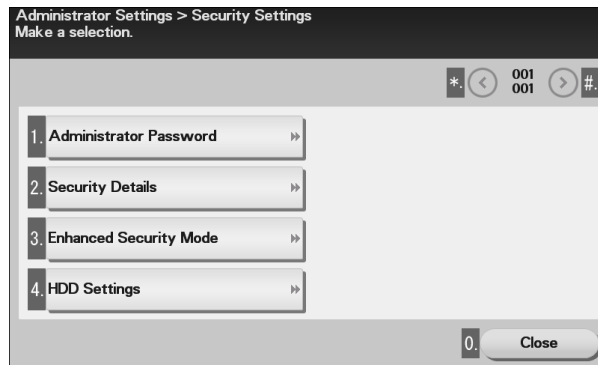 Administrator Settings > Security Settings
Make a selection.
*. 001 #.
001
1. Administrator Password
2. Security Details
3. Enhanced Security Mode
4. HDD Settings
0. Close